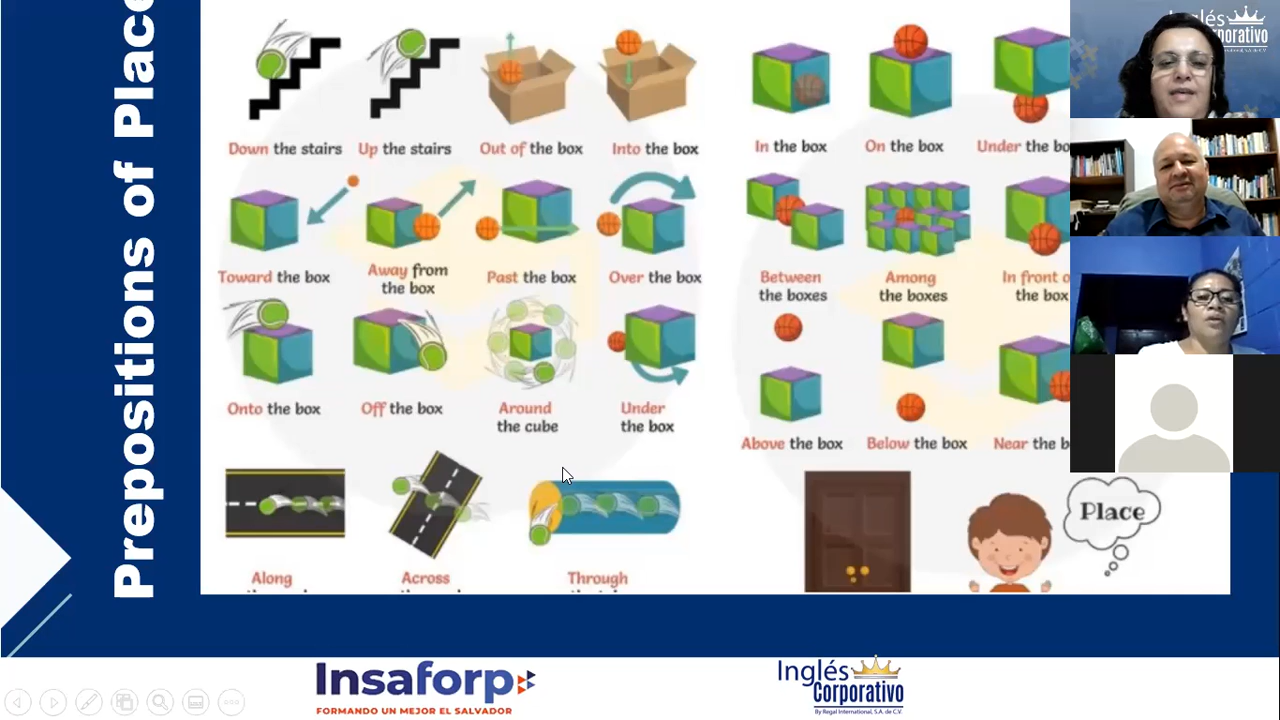 Prepositions of Place
Down the stairs
Up the stairs
Out of the box
Into the box
In the box
On the box
Under the bo
Toward the box
Away from
the box
Past the box
Over the box
Between
the boxes
Among
the boxes
In front o
the box
Onto the box
Off the box
Around
the cube
Under
the box
Above the box
Below the box
Near the b
Along
Across
Through
Place
Inglés
Corporativo
Insaforp
FORMANDO UN MEJOR EL SALVADOR
Inglés
Corporativo
By Regal International, S.A. de C.V.